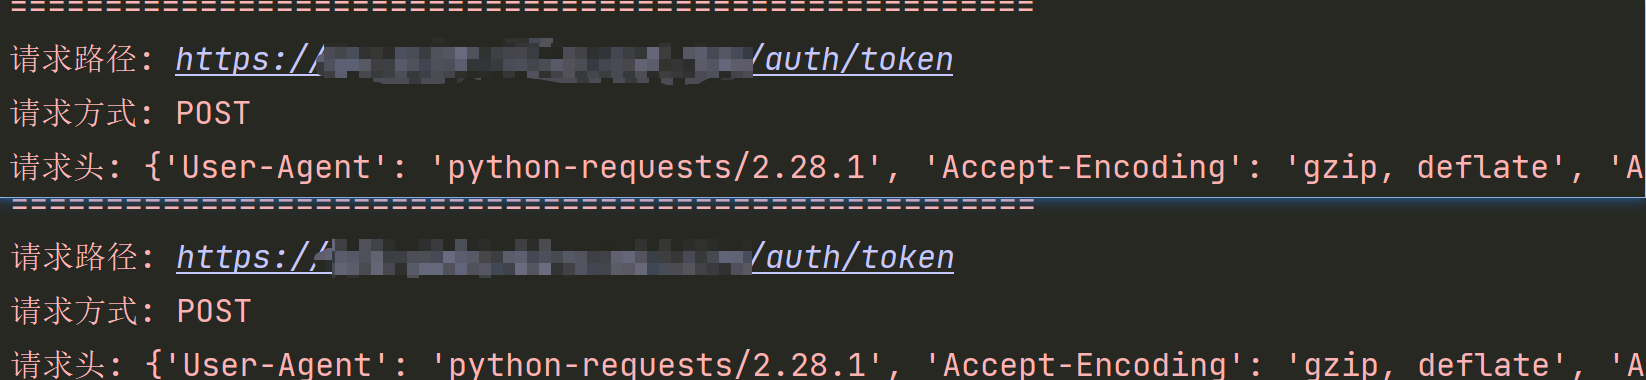 ======================================================
请求路径: https:///auth/token
请求方式: POST
请求头: {'User-Agent': 'python-requests/2.28.1', 'Accept-Encoding': 'gzip, deflate', 'A
======================================================
请求路径: https:///auth/token
请求方式: POST
请求头: {'User-Agent': 'python-requests/2.28.1', 'Accept-Encoding': 'gzip, deflate', 'A